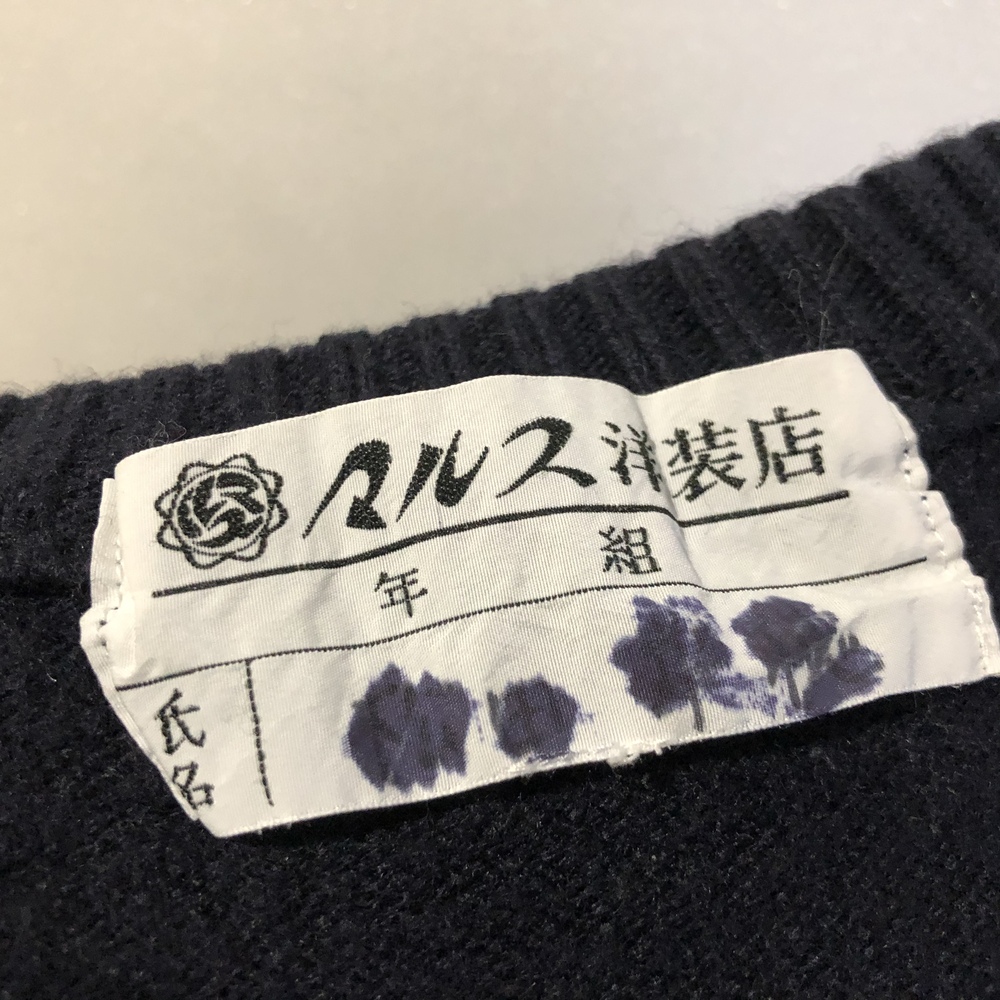 マルス洋装店
年 組
氏名